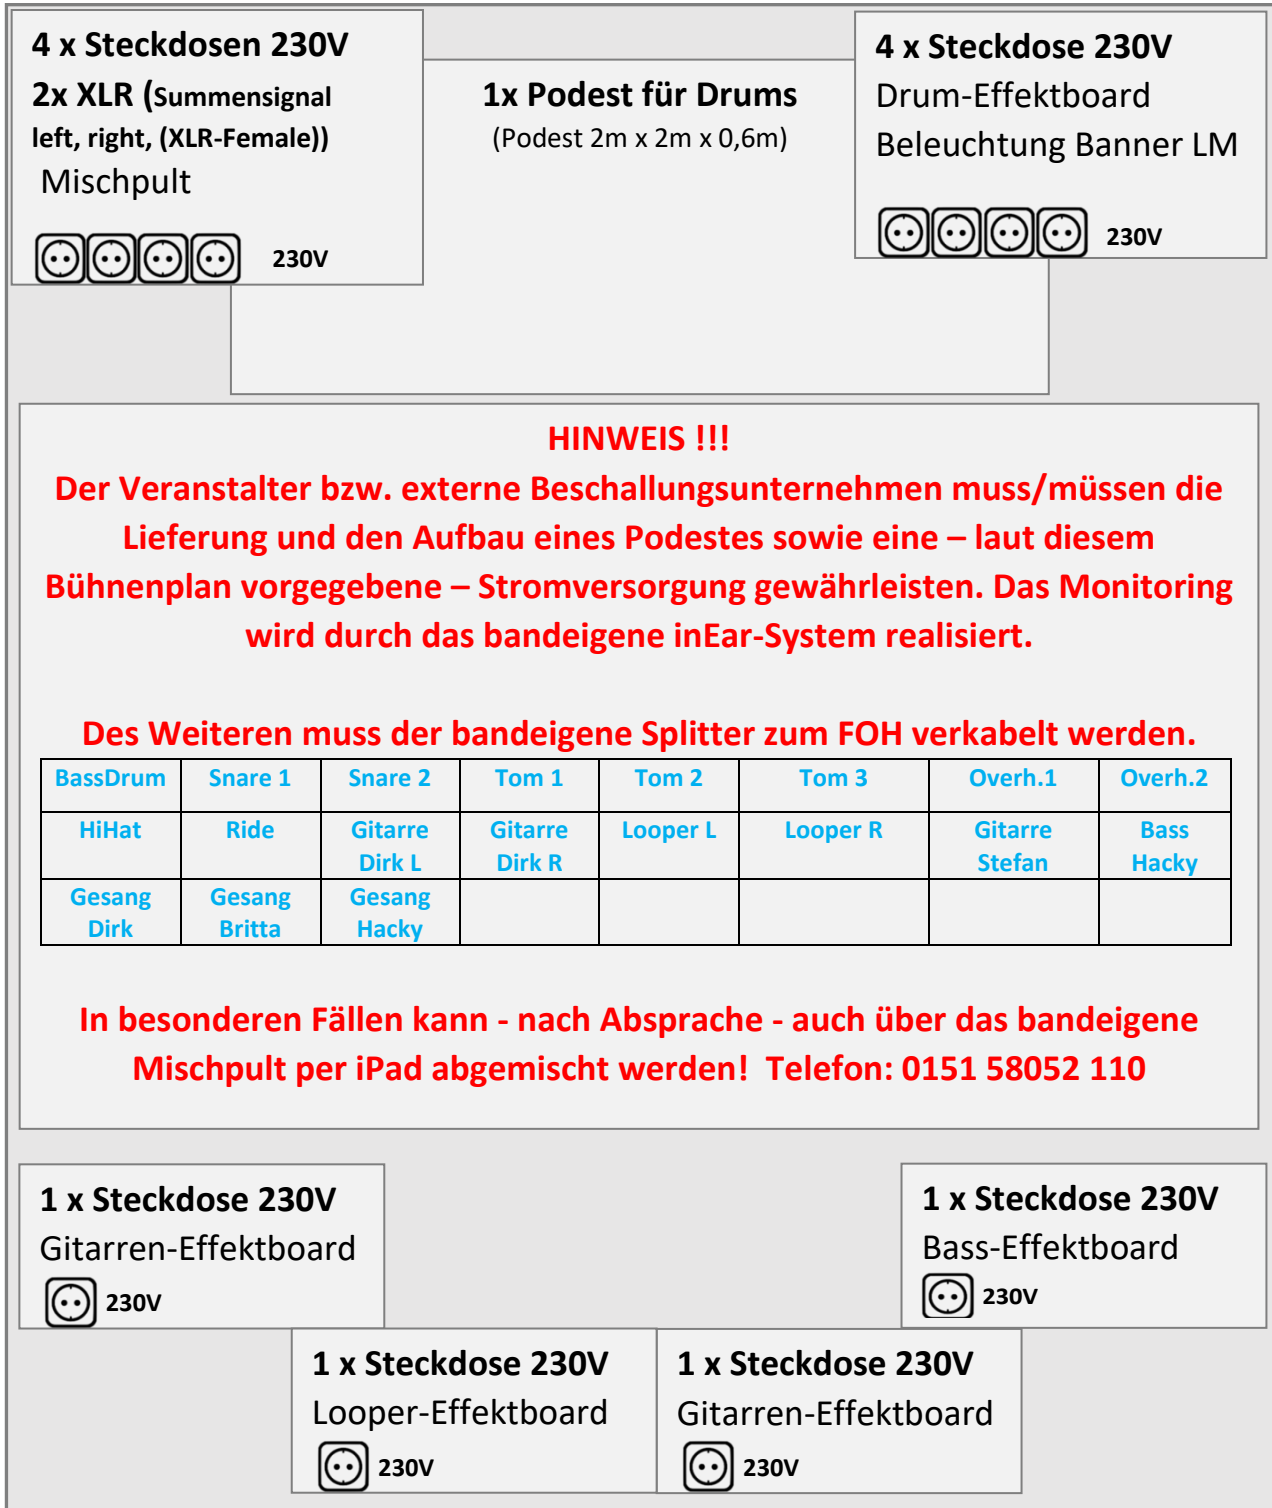 4 x Steckdosen 230V
2x XLR (Summensignal
left, right, (XLR-Female))
Mischpult
230V
1x Podest für Drums
(Podest 2m x 2m x 0,6m)
4 x Steckdose 230V
Drum-Effektboard
Beleuchtung Banner LM
230V
HINWEIS !!!
Der Veranstalter bzw. externe Beschallungsunternehmen muss/müssen die
Lieferung und den Aufbau eines Podestes sowie eine – laut diesem
Bühnenplan vorgegebene – Stromversorgung gewährleisten. Das Monitoring
wird durch das bandeigene inEar-System realisiert.
Des Weiteren muss der bandeigene Splitter zum FOH verkabelt werden.
BassDrum Snare 1 Snare 2 Tom 1 Tom 2 Tom 3 Overh.1 Overh.2
HiHat Ride Gitarre Gitarre Looper L Looper R Gitarre Bass
Dirk L Dirk R Stefan Hacky
Gesang Gesang Gesang
Dirk Britta Hacky
In besonderen Fällen kann - nach Absprache - auch über das bandeigene
Mischpult per iPad abgemischt werden! Telefon: 0151 58052 110
1 x Steckdose 230V
Gitarren-Effektboard
230V
1 x Steckdose 230V
Bass-Effektboard
230V
1 x Steckdose 230V
Looper-Effektboard
230V
1 x Steckdose 230V
Gitarren-Effektboard
230V